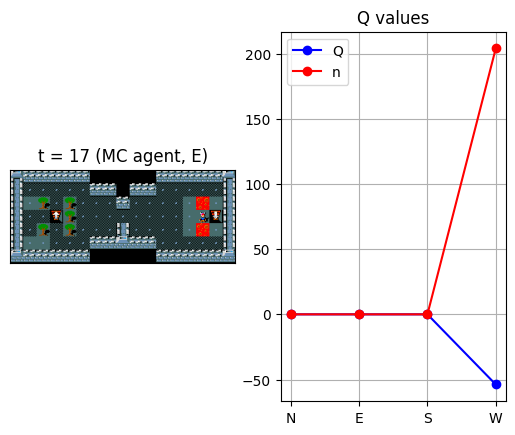 Q values
Q
n
t = 17 (MC agent, E)
200
150
100
50
0
−50
N E S W